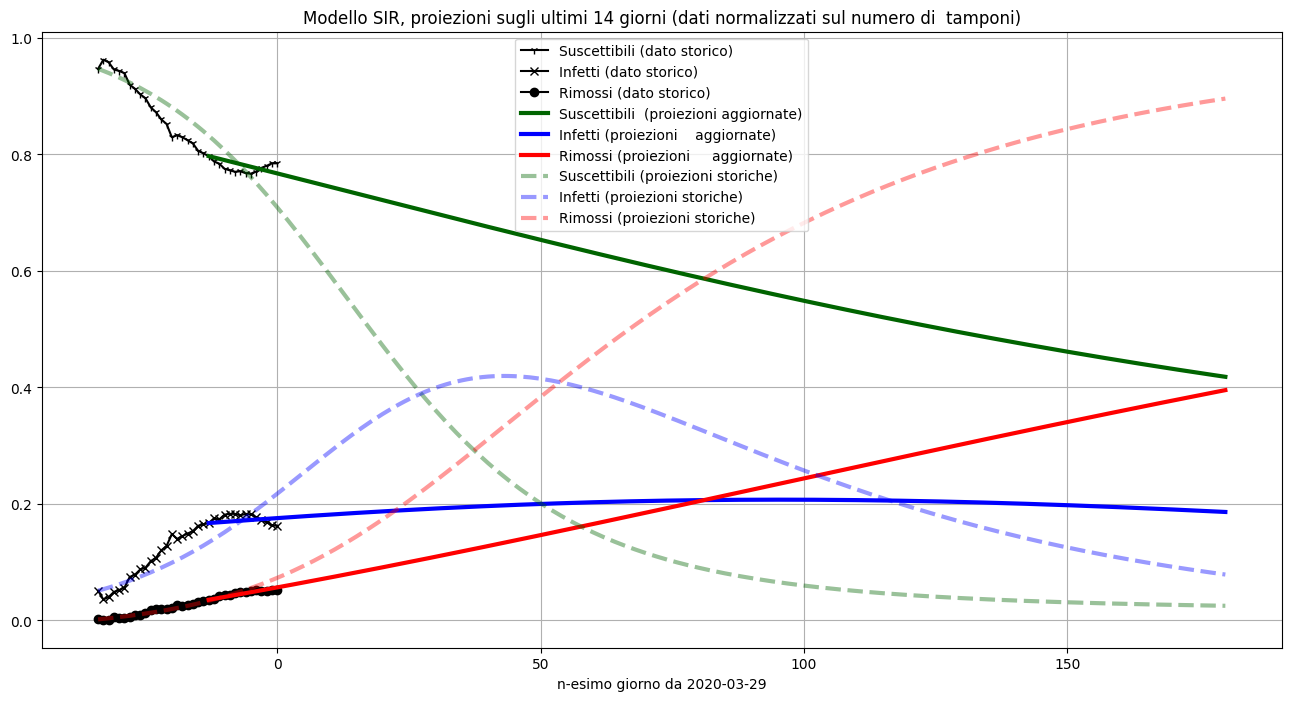 Modello SIR, proiezioni sugli ultimi 14 giorni (dati normalizzati sul numero di  tamponi)
1.0
0.8
0.6
0.4
0.2
0.0
Suscettibili (dato storico)
Infetti (dato storico)
Rimossi (dato storico)
Suscettibili  (proiezioni aggiornate)
Infetti (proiezioni    aggiornate)
Rimossi (proiezioni     aggiornate)
Suscettibili (proiezioni storiche)
Infetti (proiezioni storiche)
Rimossi (proiezioni storiche)
0 50 100 150
n-esimo giorno da 2020-03-29